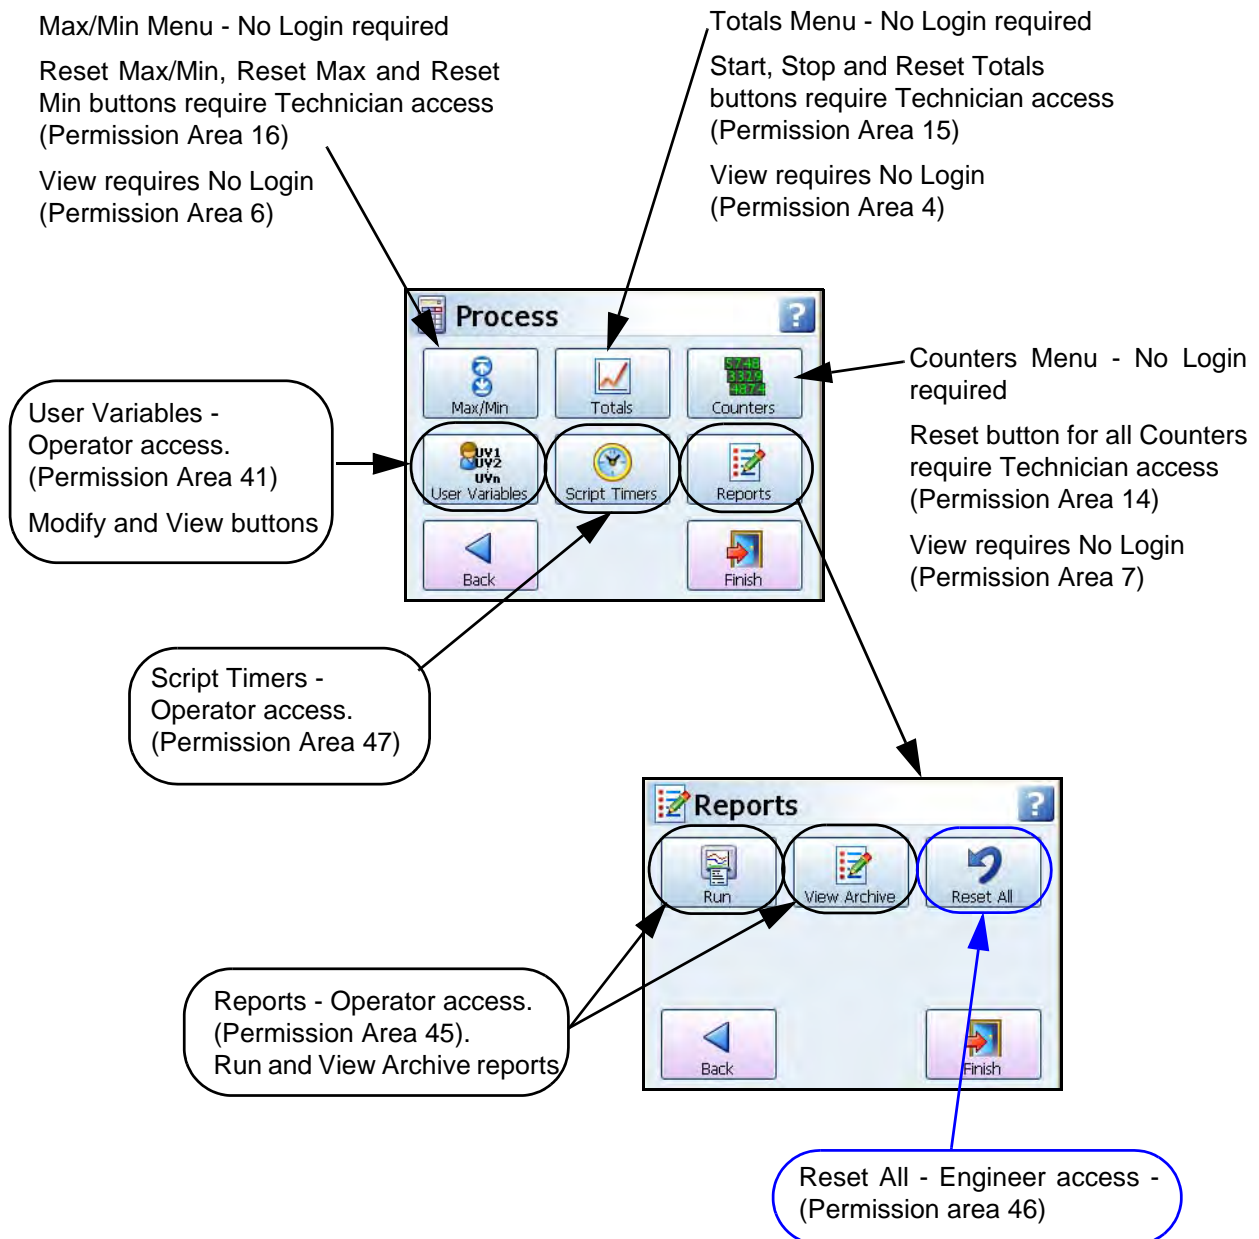 Max/Min Menu - No Login required
Reset Max/Min, Reset Max and Reset
Min buttons require Technician access
(Permission Area 16)
View requires No Login
(Permission Area 6)
Totals Menu - No Login required
Start, Stop and Reset Totals
buttons require Technician access
(Permission Area 15)
View requires No Login
(Permission Area 4)
Process
?
Max/Min
Totals
5748
3329
4874
Counters
UV1
UV2
UVn
User Variables
Script Timers
Reports
Back
Finish
Counters Menu - No Login
required
Reset button for all Counters
require Technician access
(Permission Area 14)
View requires No Login
(Permission Area 7)
User Variables -
Operator access.
(Permission Area 41)
Modify and View buttons
Script Timers -
Operator access.
(Permission Area 47)
Reports
?
Run
View Archive
Reset All
Back
Finish
Reports - Operator access.
(Permission Area 45).
Run and View Archive reports
Reset All - Engineer access -
(Permission area 46)